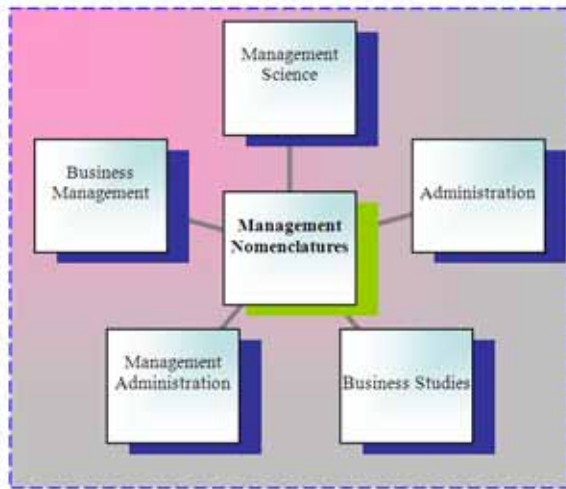 Management
Science
Business
Management
Administration
Management
Nomenclatures
Management
Administration
Business Studies